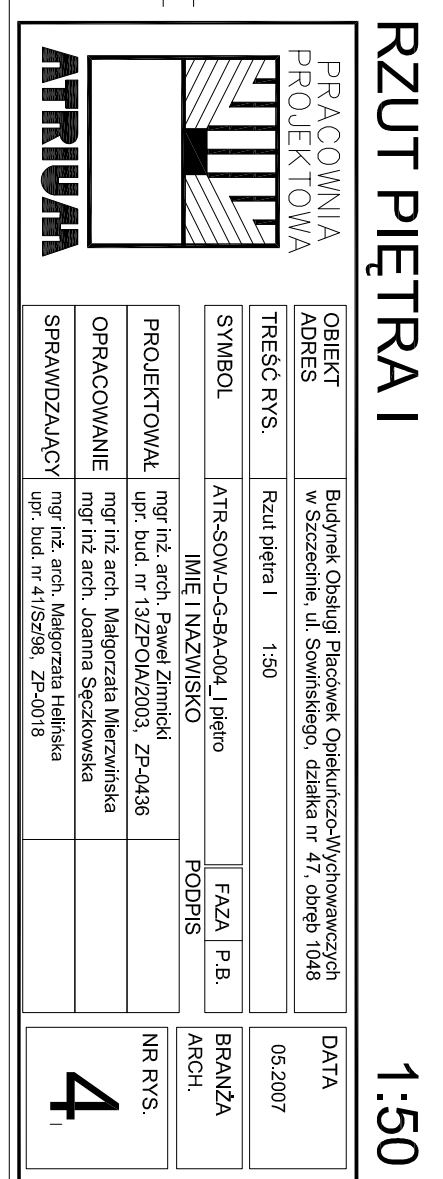 RZUT PIĘTRA I 1:50
PRACOWNIA
PROJEKTOWA
ATRIUM
OBIEKT
ADRES
Budynek Obsługi Placówek Opiekuńczo-Wychowawczych
w Szczecinie, ul. Sowińskiego, działka nr 47, obręb 1048
TREŚĆ RYS.
Rzut piętra I 1:50
SYMBOL
ATR-SOW-D-G-BA-004_I piętro
FAZA P.B.
IMIĘ I NAZWISKO
PODPIS
PROJEKTOWAŁ
mgr inż. arch. Paweł Zimnicki
upr. bud. nr 13/ZPOIA/2003, ZP-0436
OPRACOWANIE
mgr inż arch. Małgorzata Mierzwińska
mgr inż arch. Joanna Sęczkowska
SPRAWDZAJĄCY
mgr inż. arch. Małgorzata Helińska
upr. bud. nr 41/Sz/98, ZP-0018
DATA
05.2007
BRANŻA
ARCH.
NR RYS.
4